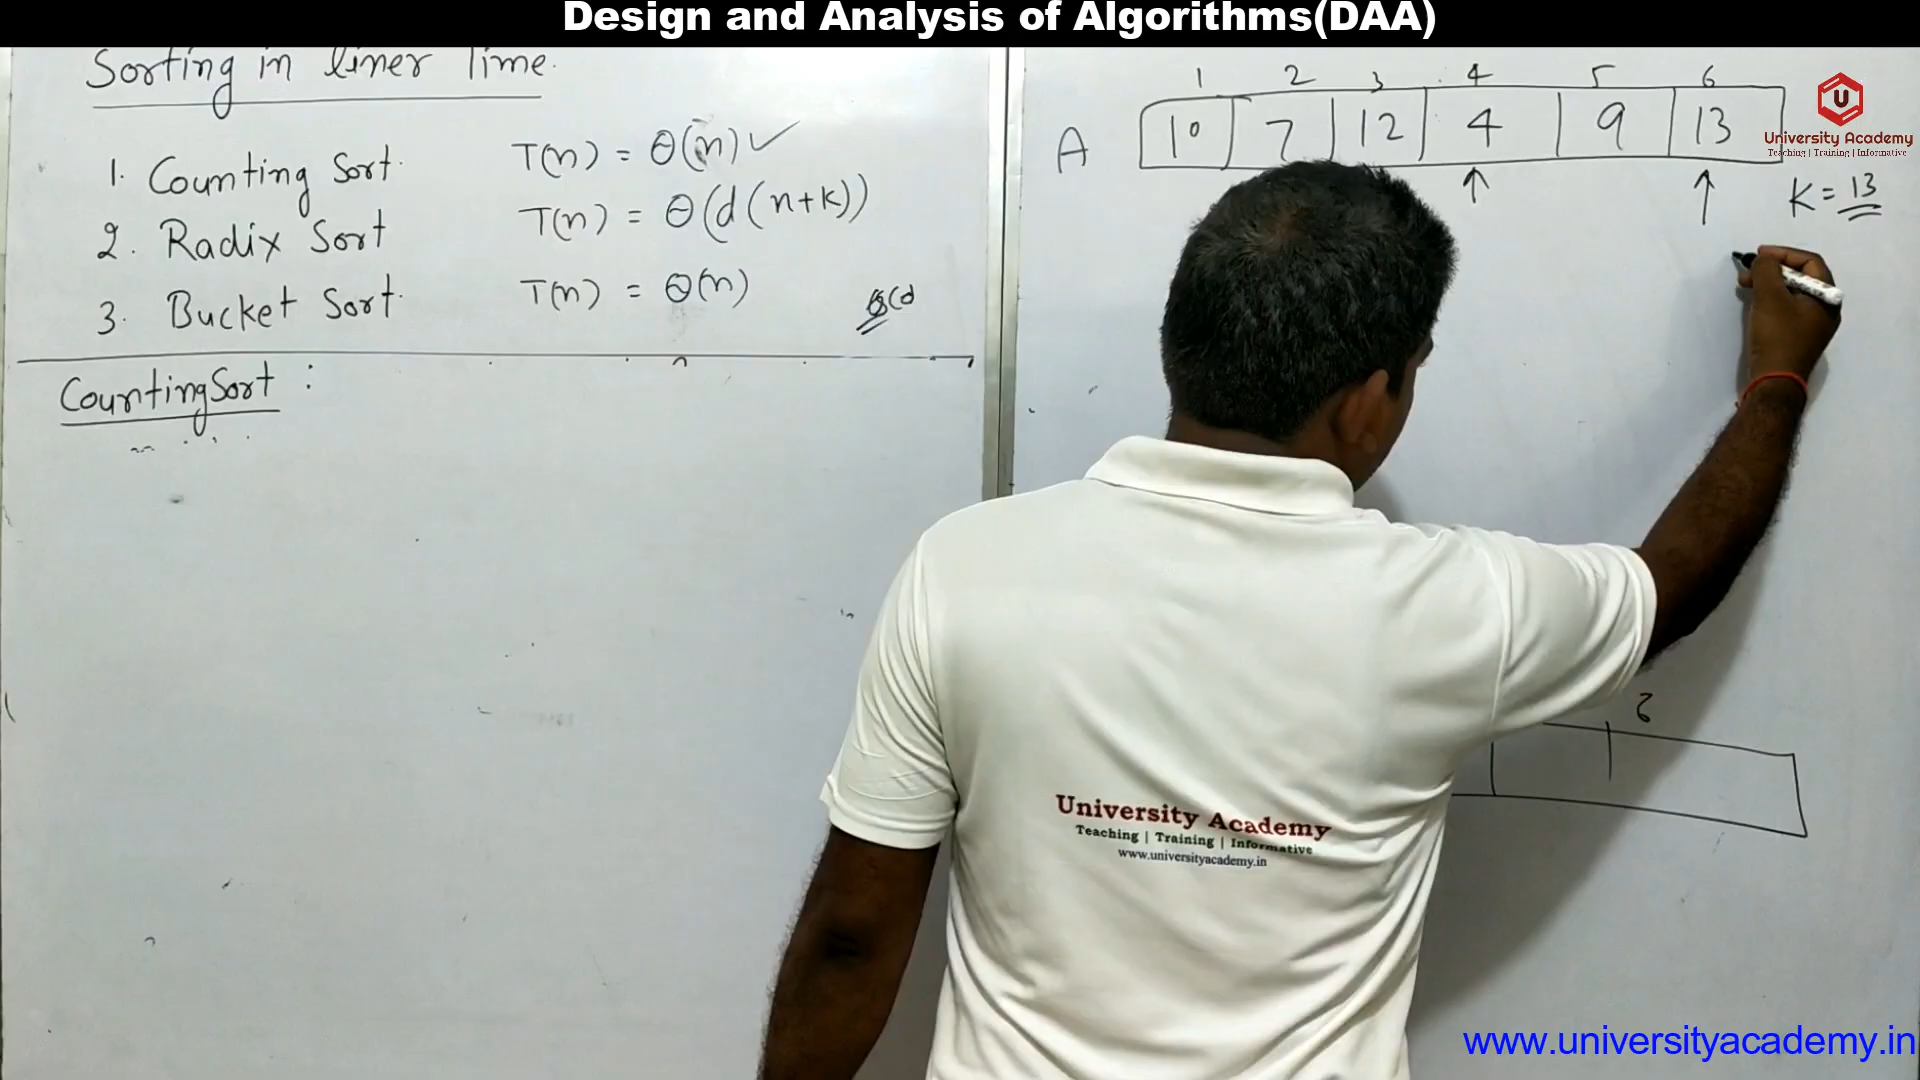 Design and Analysis of Algorithms(DAA)
Sorting in liner Time.
1. Counting Sort. T(n) = Θ(n) ✓
2. Radix Sort T(n) = Θ(d(n+k))
3. Bucket Sort. T(n) = Θ(n)
CountingSort :
1 2 3 4 5 6
A 10 7 12 4 9 13
↑ ↑
K = 13
6
U
University Academy
Teaching | Training | Informative
University Academy
Teaching | Training | Informative
www.universityacademy.in
www.universityacademy.in